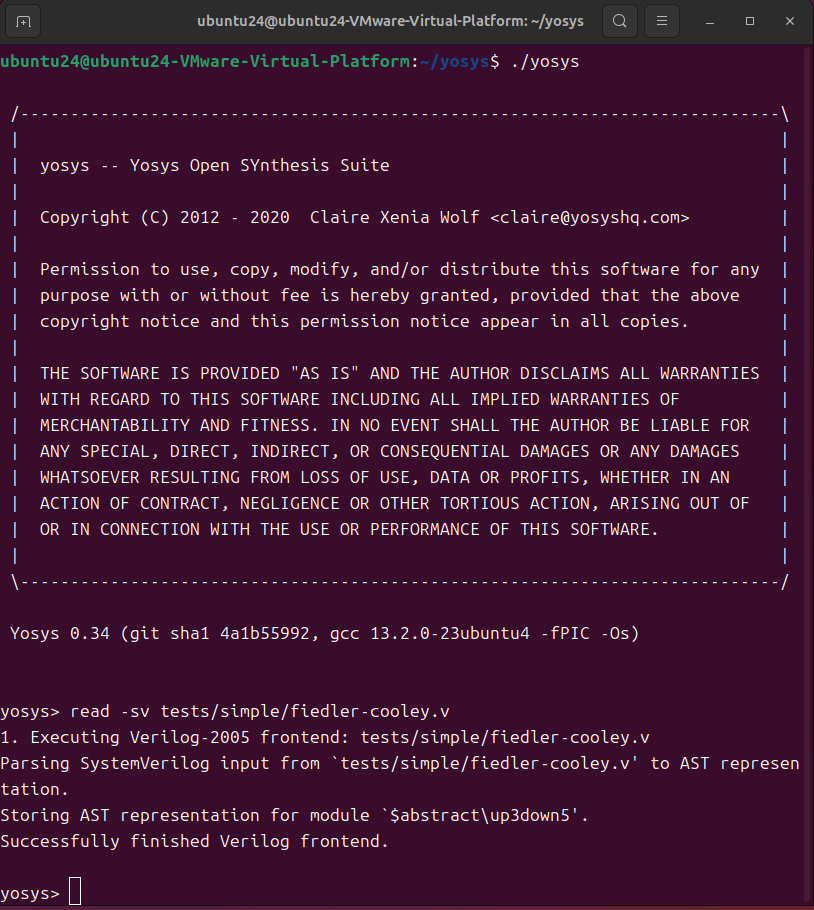 ubuntu24@ubuntu24-VMware-Virtual-Platform: ~/yosys
ubuntu24@ubuntu24-VMware-Virtual-Platform:~/yosys$ ./yosys
/----------------------------------------------------------------------------\
|                                                                            |
|  yosys -- Yosys Open SYnthesis Suite                                       |
|                                                                            |
|  Copyright (C) 2012 - 2020  Claire Xenia Wolf <claire@yosyshq.com>         |
|                                                                            |
|  Permission to use, copy, modify, and/or distribute this software for any  |
|  purpose with or without fee is hereby granted, provided that the above    |
|  copyright notice and this permission notice appear in all copies.         |
|                                                                            |
|  THE SOFTWARE IS PROVIDED "AS IS" AND THE AUTHOR DISCLAIMS ALL WARRANTIES  |
|  WITH REGARD TO THIS SOFTWARE INCLUDING ALL IMPLIED WARRANTIES OF          |
|  MERCHANTABILITY AND FITNESS. IN NO EVENT SHALL THE AUTHOR BE LIABLE FOR   |
|  ANY SPECIAL, DIRECT, INDIRECT, OR CONSEQUENTIAL DAMAGES OR ANY DAMAGES    |
|  WHATSOEVER RESULTING FROM LOSS OF USE, DATA OR PROFITS, WHETHER IN AN     |
|  ACTION OF CONTRACT, NEGLIGENCE OR OTHER TORTIOUS ACTION, ARISING OUT OF   |
|  OR IN CONNECTION WITH THE USE OR PERFORMANCE OF THIS SOFTWARE.            |
|                                                                            |
\----------------------------------------------------------------------------/
Yosys 0.34 (git sha1 4a1b55992, gcc 13.2.0-23ubuntu4 -fPIC -Os)
yosys> read -sv tests/simple/fiedler-cooley.v
1. Executing Verilog-2005 frontend: tests/simple/fiedler-cooley.v
Parsing SystemVerilog input from `tests/simple/fiedler-cooley.v' to AST represen
tation.
Storing AST representation for module `$abstract\up3down5'.
Successfully finished Verilog frontend.
yosys>